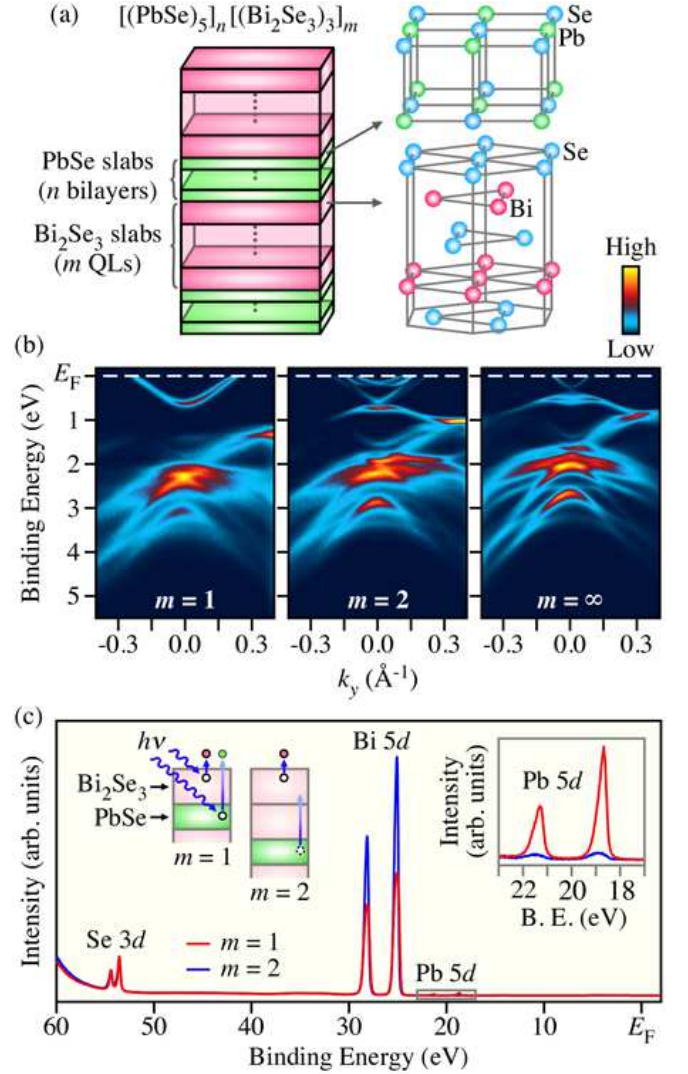 (a) [(PbSe)₅]ₙ[(Bi₂Se₃)₃]ₘ
Se
Pb
PbSe slabs
(n bilayers)
Se
Bi₂Se₃ slabs
(m QLs)
Bi
High
Low
(b)
E_F
1
2
3
4
5
Binding Energy (eV)
m = 1
m = 2
m = ∞
-0.3 0.0 0.3 -0.3 0.0 0.3 -0.3 0.0 0.3
k_y (Å⁻¹)
(c)
Intensity (arb. units)
hν
Bi₂Se₃
PbSe
m = 1
m = 2
Bi 5d
Intensity
(arb. units)
Pb 5d
22 20 18
B. E. (eV)
Se 3d
m = 1
m = 2
Pb 5d
60 50 40 30 20 10 E_F
Binding Energy (eV)